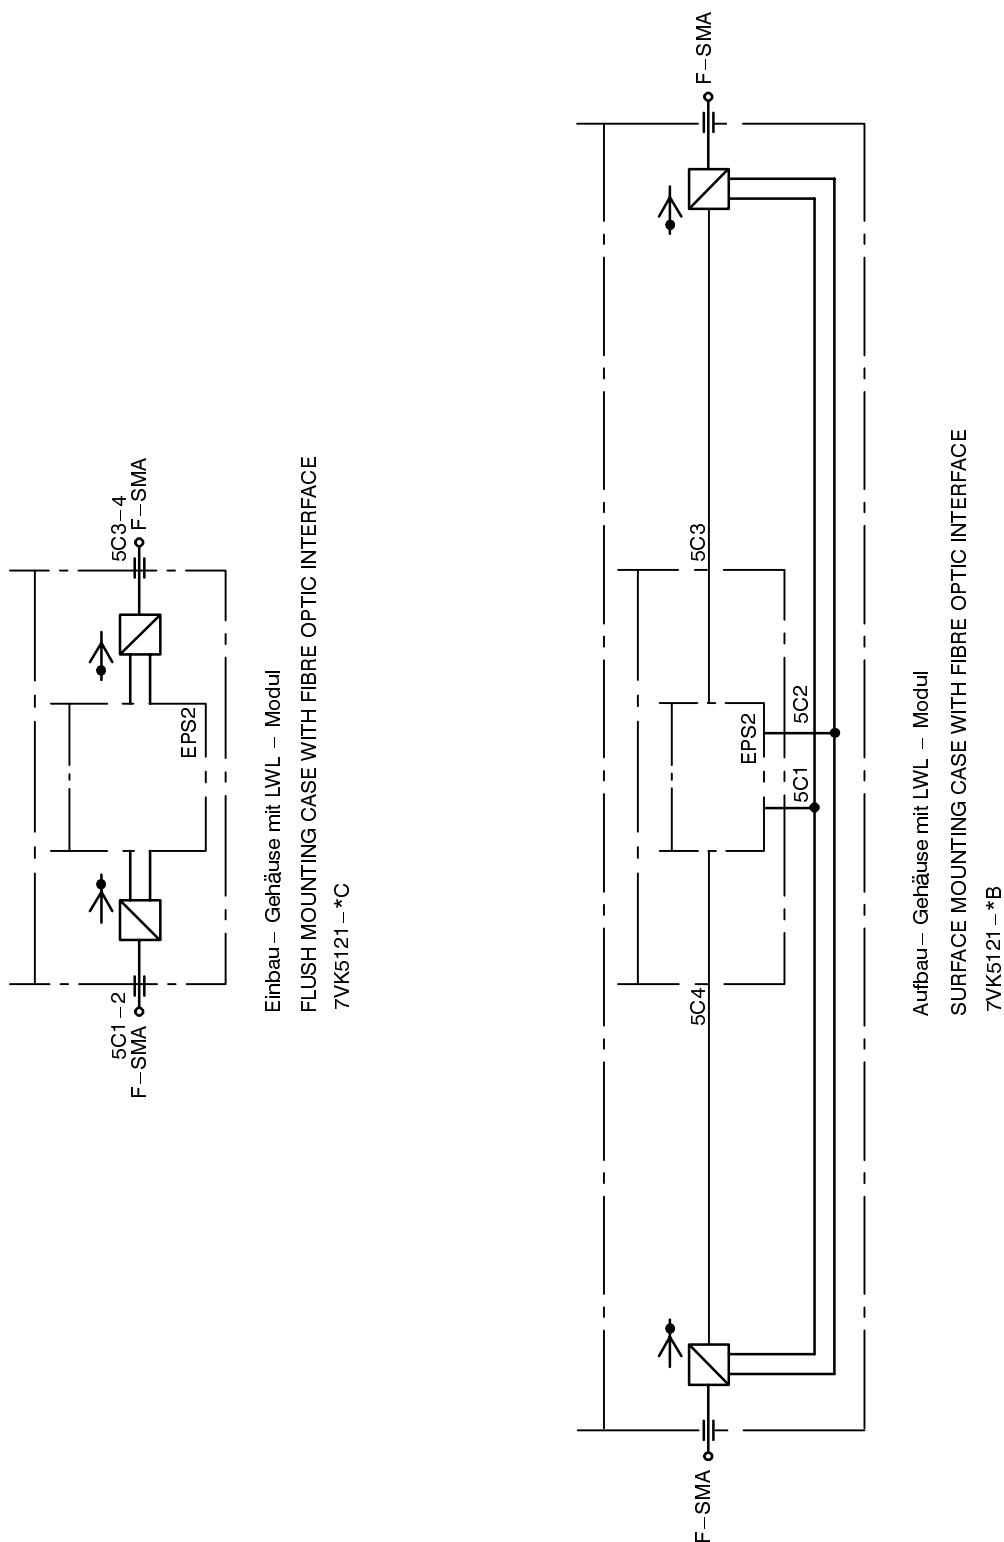 5C1–2
F–SMA
5C3–4
F–SMA
EPS2
Einbau – Gehäuse mit LWL – Modul
FLUSH MOUNTING CASE WITH FIBRE OPTIC INTERFACE
7VK5121 – *C
F–SMA
F–SMA
5C4
5C3
EPS2
5C1
5C2
Aufbau – Gehäuse mit LWL – Modul
SURFACE MOUNTING CASE WITH FIBRE OPTIC INTERFACE
7VK5121 – *B